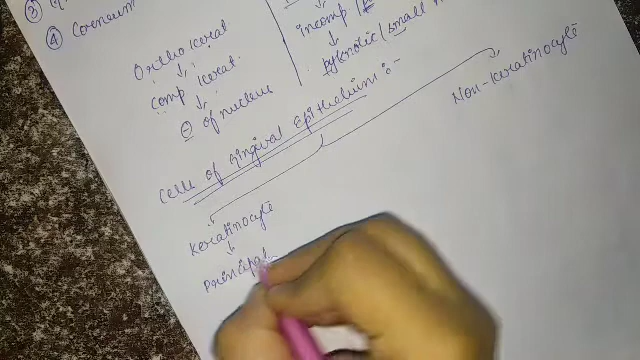 ③
④ Corneum
Ortho kerat
↓
comp kerat.
↓
⊖ of nucleus
incomp
↓
pyknotic / small
Cells of Gingival Epithelium :-
Keratinocyte
↓
Principal
Non-Keratinocyte